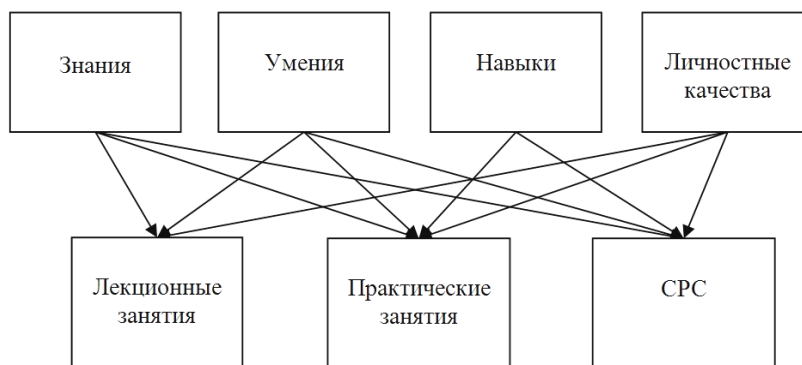 Знания
Умения
Навыки
Личностные
качества
Лекционные
занятия
Практические
занятия
СРС